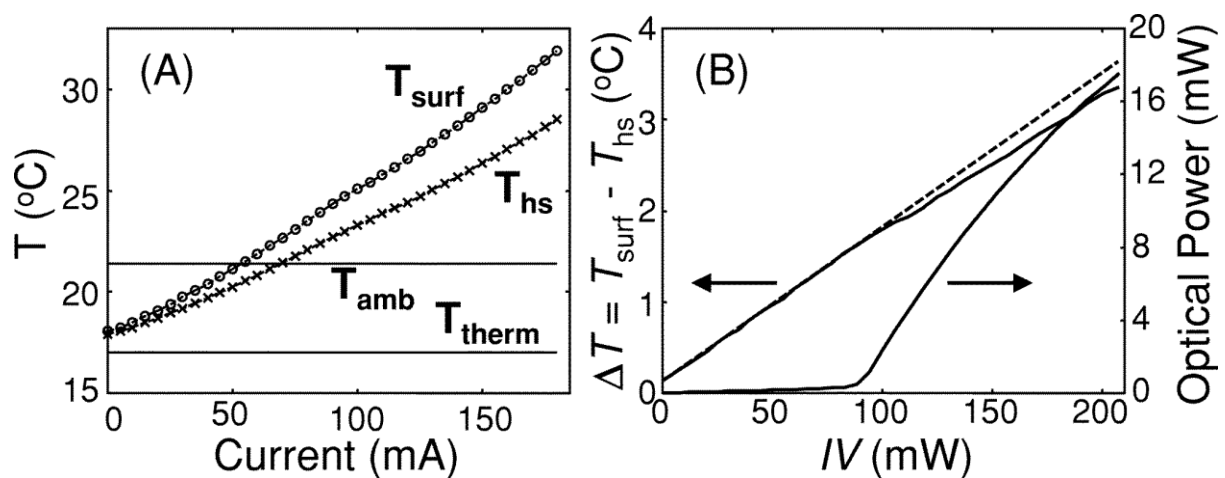 (A)
T (°C)
30
25
20
15
T_surf
T_hs
T_amb
T_therm
0
50
100
150
Current (mA)
(B)
Δ T = T_surf - T_hs (°C)
4
3
2
1
0
20
16
12
8
4
0
Optical Power (mW)
0
50
100
150
200
IV (mW)